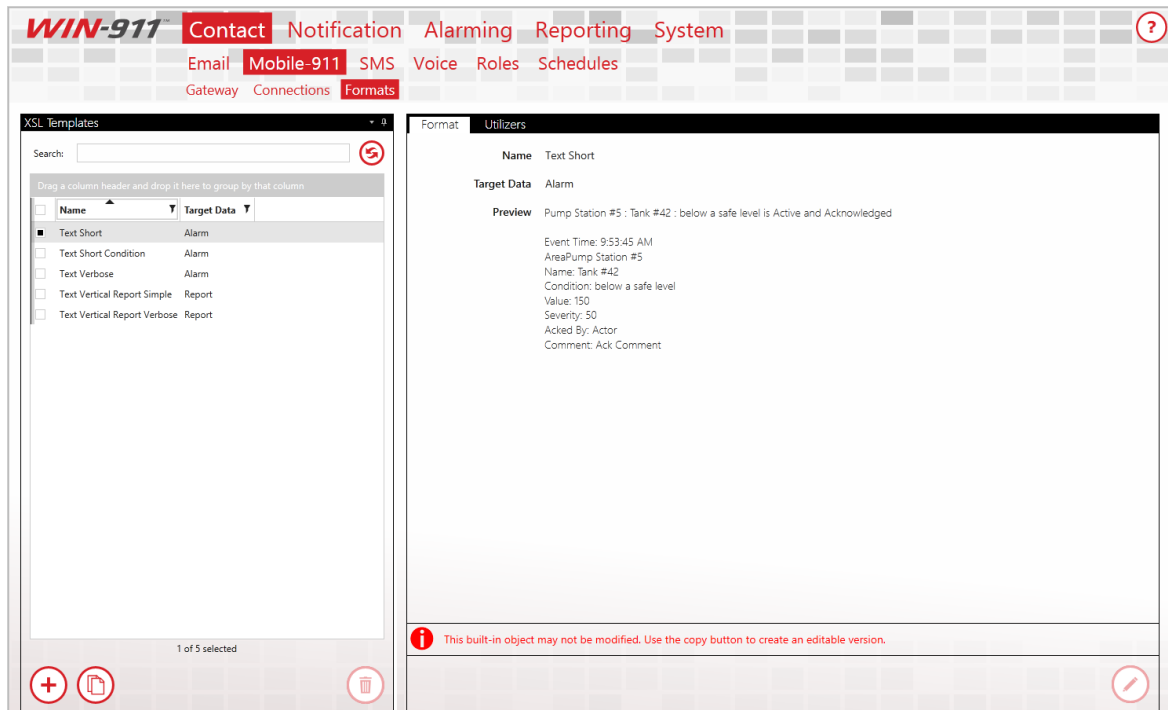 WIN-911™ Contact Notification Alarming Reporting System ?
Email Mobile-911 SMS Voice Roles Schedules
Gateway Connections Formats
XSL Templates
Search:
Drag a column header and drop it here to group by that column
Name Target Data
Text Short Alarm
Text Short Condition Alarm
Text Verbose Alarm
Text Vertical Report Simple Report
Text Vertical Report Verbose Report
1 of 5 selected
Format Utilizers
Name Text Short
Target Data Alarm
Preview Pump Station #5 : Tank #42 : below a safe level is Active and Acknowledged
Event Time: 9:53:45 AM
AreaPump Station #5
Name: Tank #42
Condition: below a safe level
Value: 150
Severity: 50
Acked By: Actor
Comment: Ack Comment
This built-in object may not be modified. Use the copy button to create an editable version.